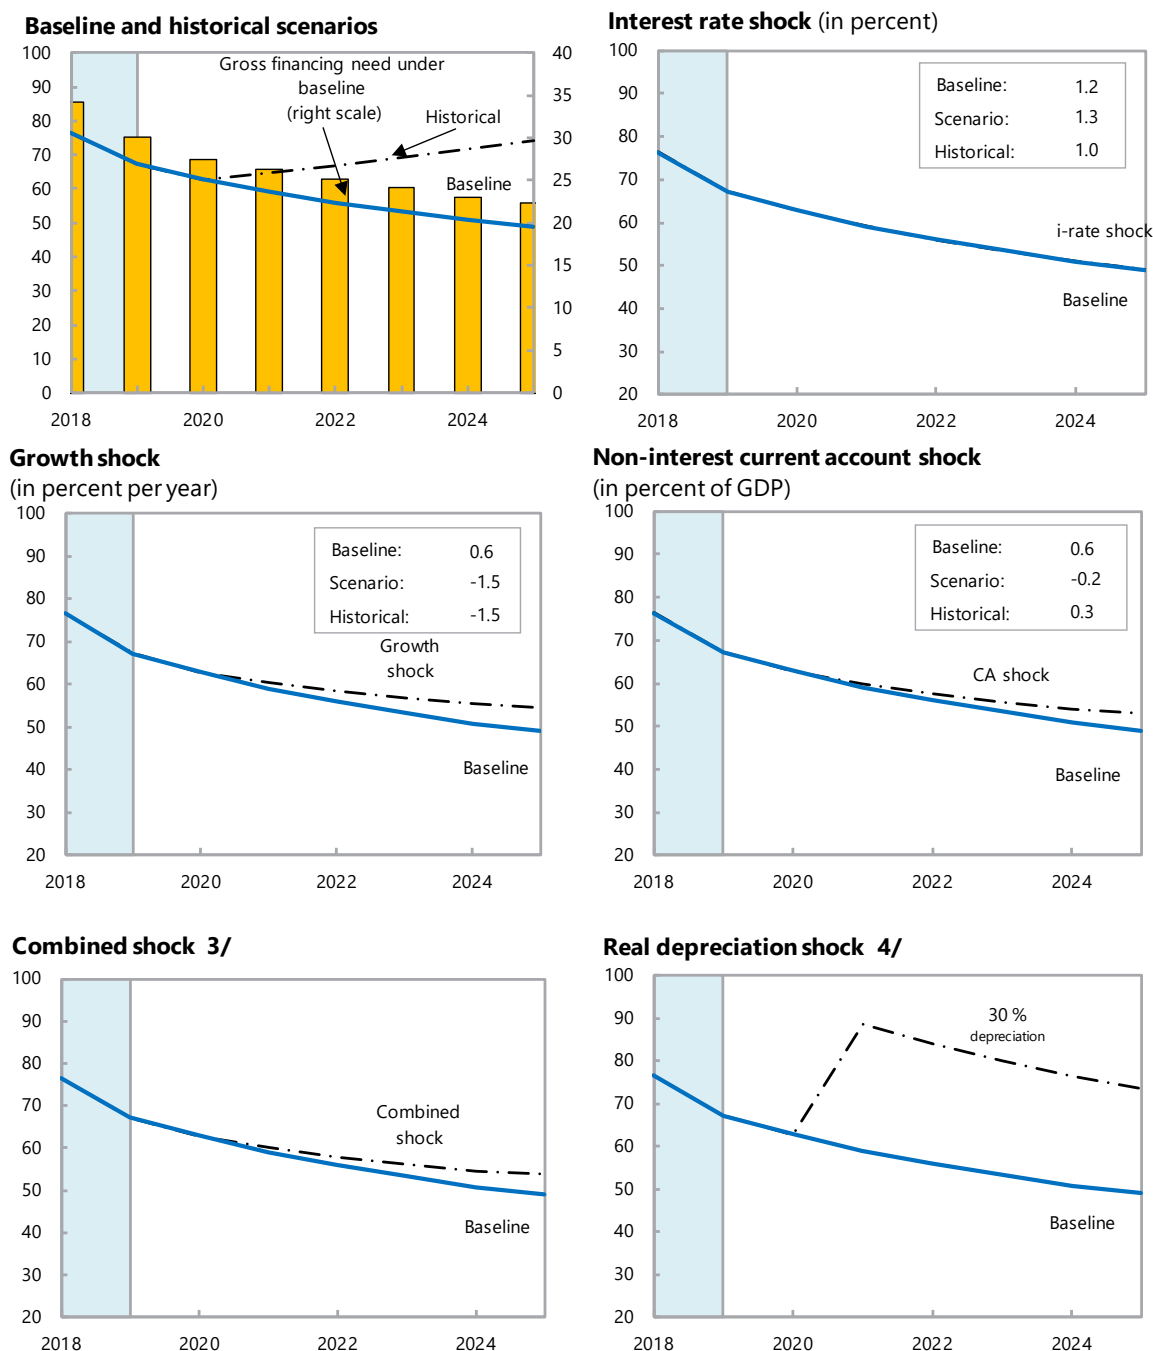 Baseline and historical scenarios
100
90
80
70
60
50
40
30
20
10
0
40
35
30
25
20
15
10
5
0
Gross financing need under
baseline
(right scale)
Historical
Baseline
2018 2020 2022 2024
Interest rate shock (in percent)
100
90
80
70
60
50
40
30
20
Baseline: 1.2
Scenario: 1.3
Historical: 1.0
i-rate shock
Baseline
2018 2020 2022 2024
Growth shock
(in percent per year)
100
90
80
70
60
50
40
30
20
Baseline: 0.6
Scenario: -1.5
Historical: -1.5
Growth
shock
Baseline
2018 2020 2022 2024
Non-interest current account shock
(in percent of GDP)
100
90
80
70
60
50
40
30
20
Baseline: 0.6
Scenario: -0.2
Historical: 0.3
CA shock
Baseline
2018 2020 2022 2024
Combined shock 3/
100
90
80
70
60
50
40
30
20
Combined
shock
Baseline
2018 2020 2022 2024
Real depreciation shock 4/
100
90
80
70
60
50
40
30
20
30 %
depreciation
Baseline
2018 2020 2022 2024